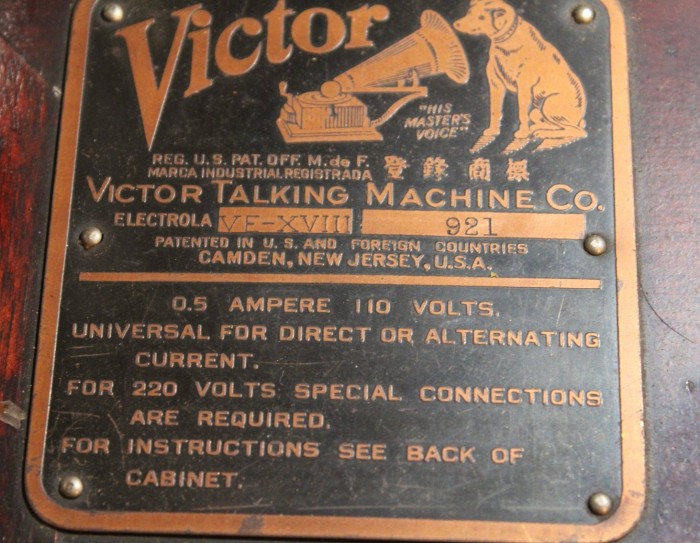 Victor
"HIS
MASTER'S
VOICE"
REG. U.S. PAT. OFF. M. de F.
MARCA INDUSTRIAL REGISTRADA 登錄商標
VICTOR TALKING MACHINE CO.
ELECTROLA VE-XVIII 921
PATENTED IN U.S. AND FOREIGN COUNTRIES
CAMDEN, NEW JERSEY, U.S.A.
0.5 AMPERE 110 VOLTS.
UNIVERSAL FOR DIRECT OR ALTERNATING
CURRENT.
FOR 220 VOLTS SPECIAL CONNECTIONS
ARE REQUIRED.
FOR INSTRUCTIONS SEE BACK OF
CABINET.